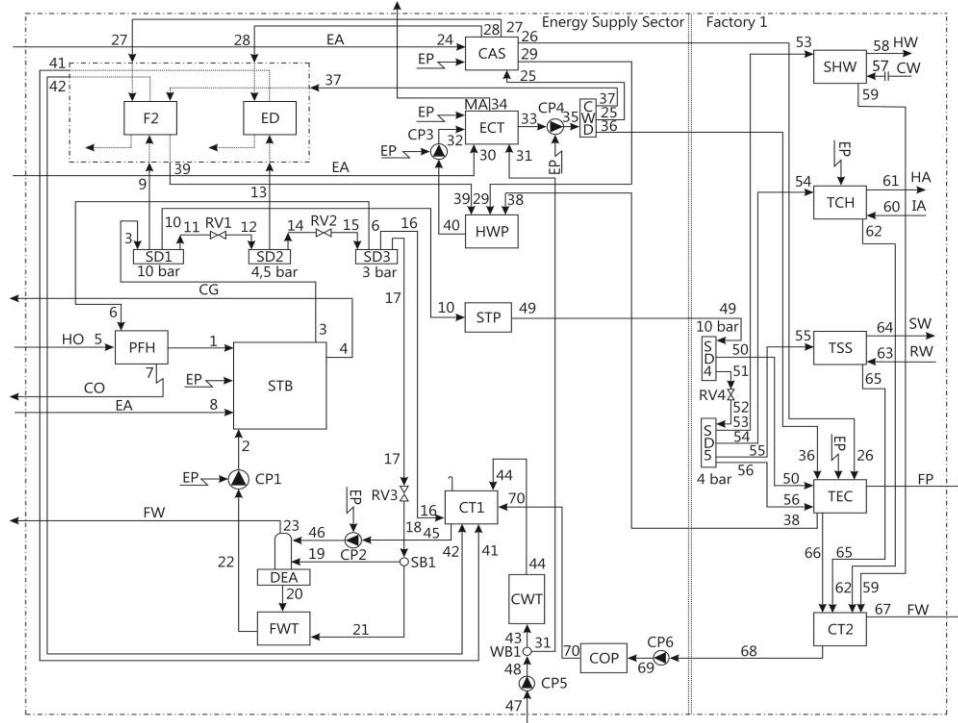 Energy Supply Sector
Factory 1
27
28
EA
24
28
27
26
CAS
29
EP
25
53
SHW
58
HW
57
CW
59
41
42
37
F2
ED
MA
34
EP
ECT
33
CP4
35
C
W
D
37
25
36
CP3
32
EP
30
31
EP
9
39
EA
13
39
29
38
40
HWP
EP
54
TCH
61
HA
60
IA
62
3
10
11
RV1
12
14
RV2
15
6
16
SD1
10 bar
SD2
4,5 bar
SD3
3 bar
17
CG
6
10
STP
49
49
10 bar
HO
5
PFH
1
3
4
7
STB
EP
CO
EA
8
2
S
D
4
50
51
RV4
52
55
TSS
64
SW
63
RW
65
S
D
5
53
54
55
56
4 bar
EP
CP1
17
RV3
EP
44
36
EP
26
50
56
TEC
FP
38
FW
23
46
CP2
45
16
CT1
70
18
42
41
22
19
SB1
DEA
20
FWT
21
44
CWT
43
WB1
31
48
CP5
47
70
COP
CP6
69
68
66
65
62
59
CT2
67
FW